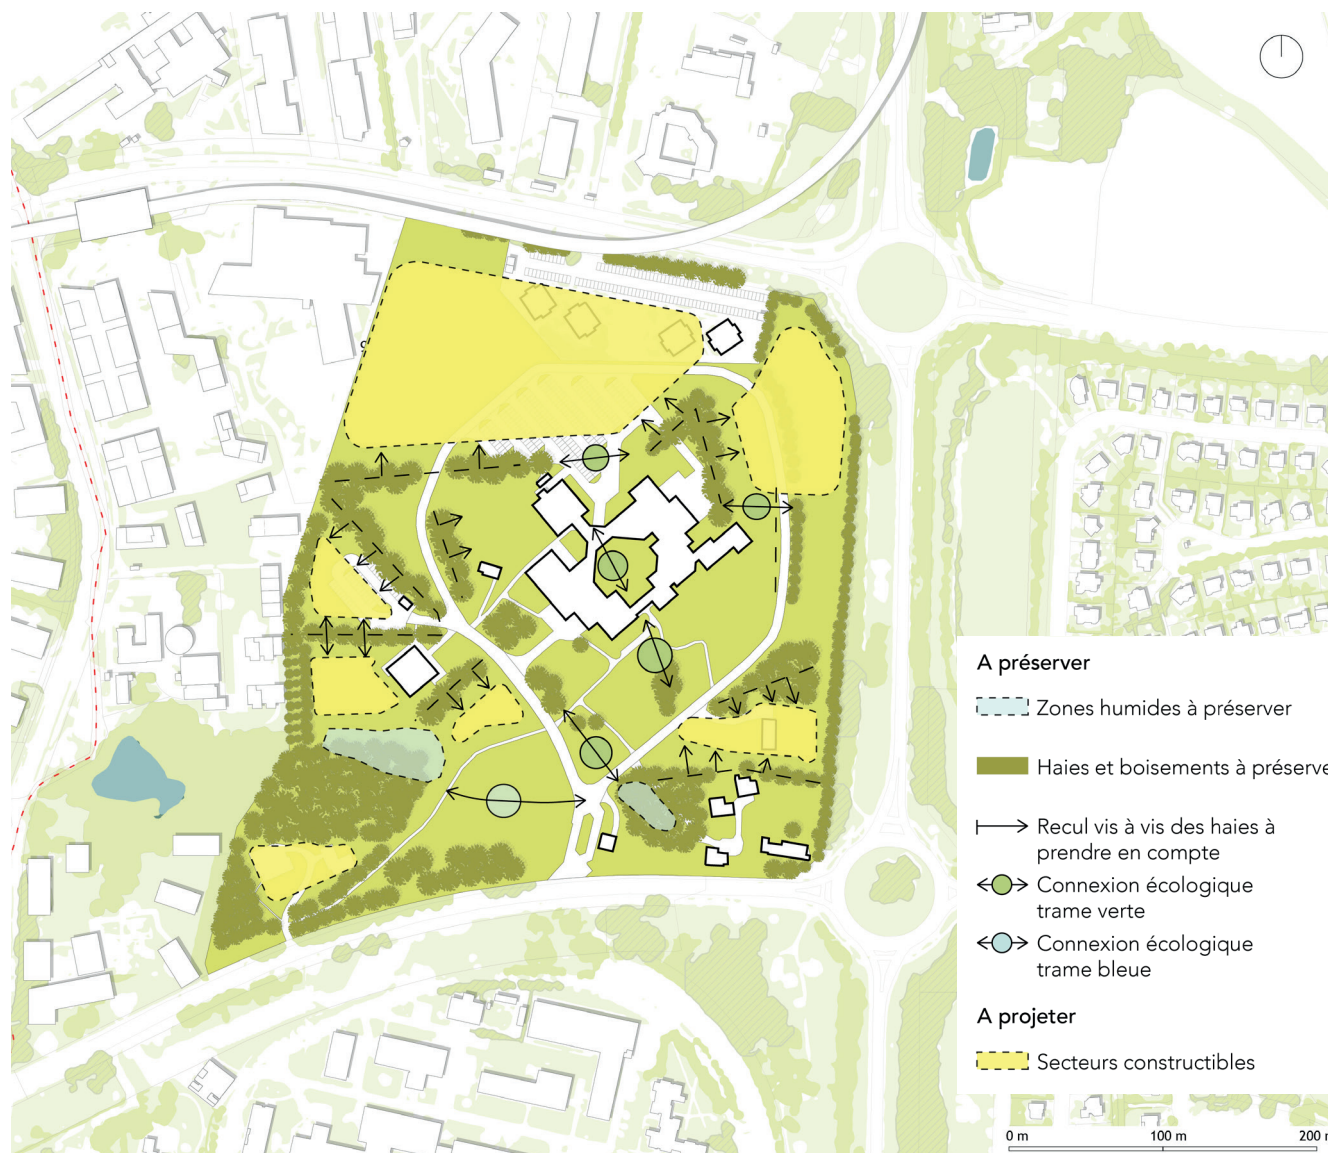 A préserver
Zones humides à préserver
Haies et boisements à préserve
Recul vis à vis des haies à
prendre en compte
Connexion écologique
trame verte
Connexion écologique
trame bleue
A projeter
Secteurs constructibles
0 m 100 m 200 m